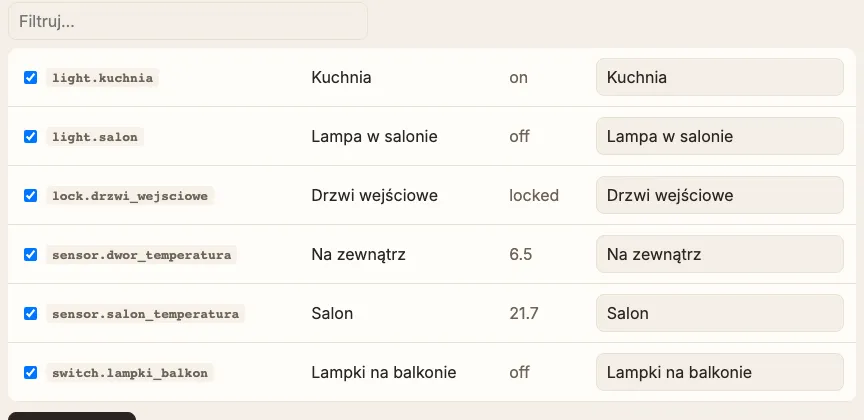 Filtruj...
light.kuchnia Kuchnia on Kuchnia
light.salon Lampa w salonie off Lampa w salonie
lock.drzwi_wejsciowe Drzwi wejściowe locked Drzwi wejściowe
sensor.dwor_temperatura Na zewnątrz 6.5 Na zewnątrz
sensor.salon_temperatura Salon 21.7 Salon
switch.lampki_balkon Lampki na balkonie off Lampki na balkonie